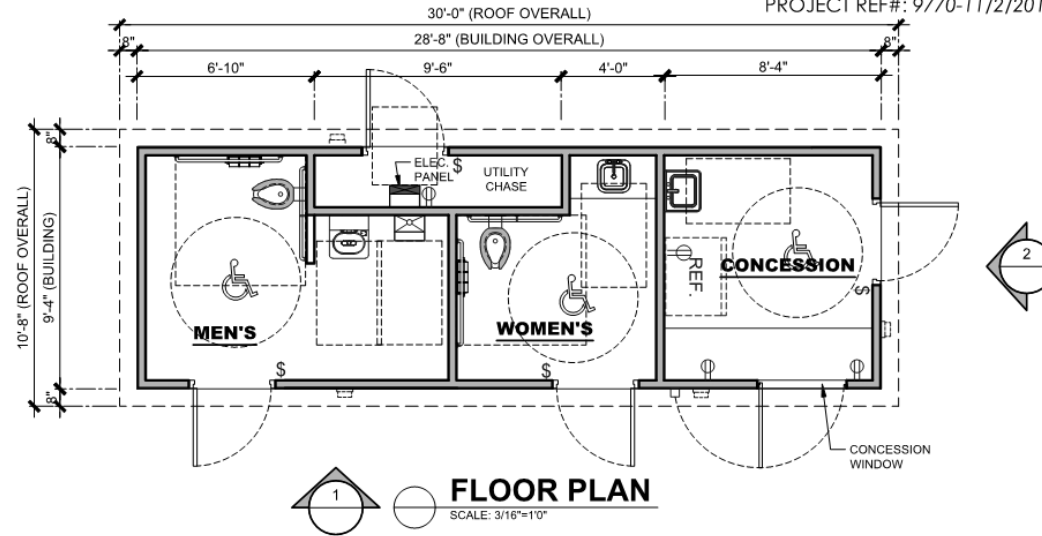 PROJECT REF#: 9770-11/2/201
30'-0" (ROOF OVERALL)
28'-8" (BUILDING OVERALL)
8"
8"
6'-10"
9'-6"
4'-0"
8'-4"
10'-8" (ROOF OVERALL)
9'-4" (BUILDING)
8"
8"
ELEC.
PANEL
$
UTILITY
CHASE
REF.
CONCESSION
$
MEN'S
WOMEN'S
$
$
CONCESSION
WINDOW
1
2
FLOOR PLAN
SCALE: 3/16"=1'0"